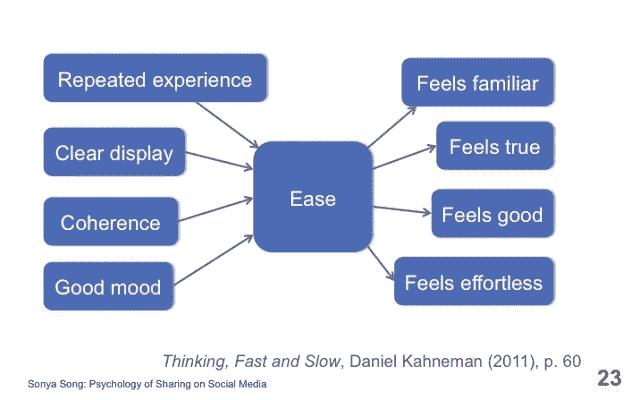 Repeated experience
Clear display
Coherence
Good mood
Ease
Feels familiar
Feels true
Feels good
Feels effortless
Thinking, Fast and Slow, Daniel Kahneman (2011), p. 60
Sonya Song: Psychology of Sharing on Social Media
23